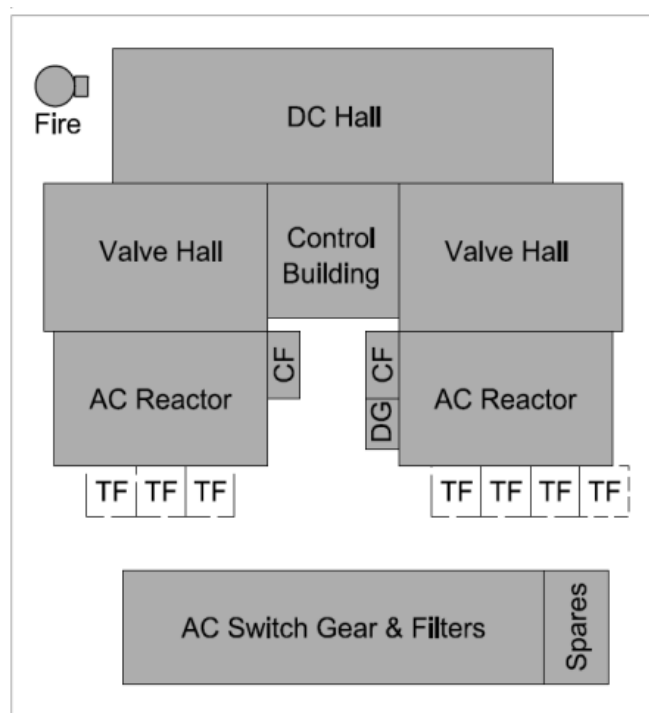 DC Hall
Fire
Valve Hall
Control
Building
Valve Hall
AC Reactor
CF
CF
DG
AC Reactor
TF TF TF
TF TF TF TF
AC Switch Gear & Filters
Spares